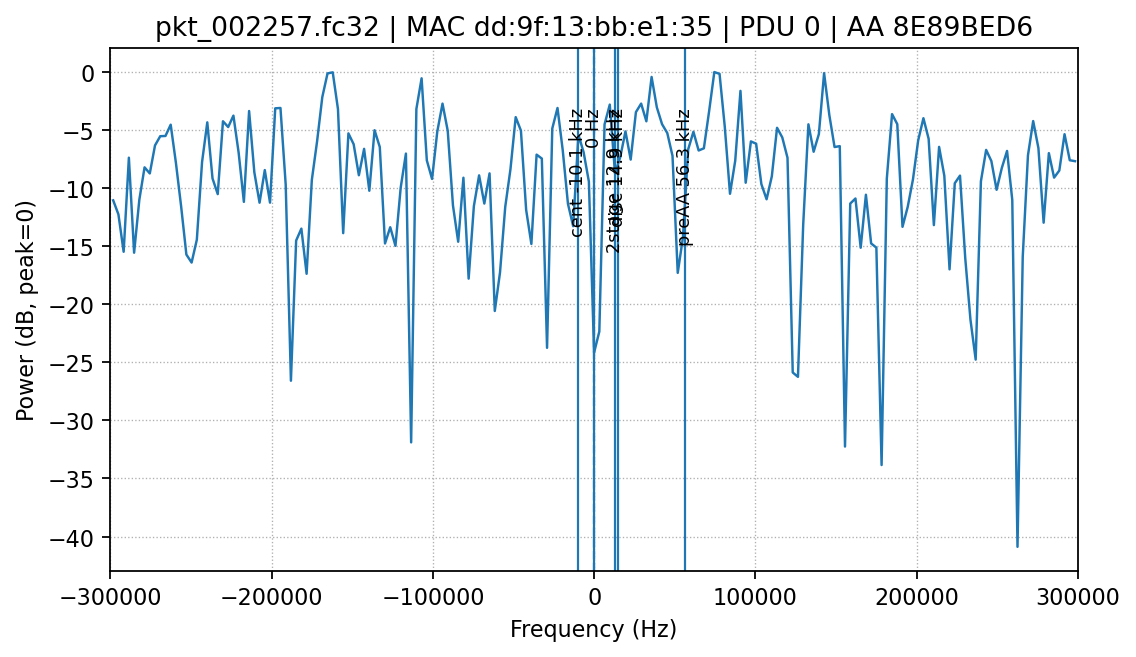 pkt_002257.fc32 | MAC dd:9f:13:bb:e1:35 | PDU 0 | AA 8E89BED6
Power (dB, peak=0)
0
−5
−10
−15
−20
−25
−30
−35
−40
cent -10.1 kHz
0 Hz
2stage
kHz
preAA 56.3 kHz
−300000
−200000
−100000
0
100000
200000
300000
Frequency (Hz)